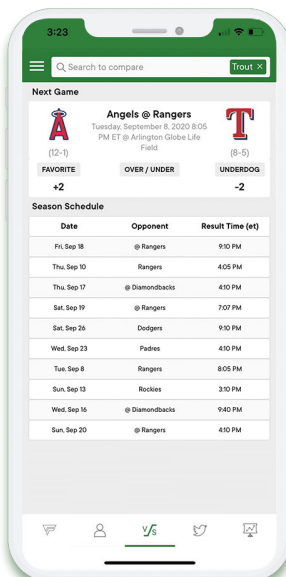 3:23
Search to compare
Trout ×
Next Game
Angels @ Rangers
Tuesday, September 8, 2020 8:05
PM ET @ Arlington Globe Life
Field
A
T
(12-1)
(8-5)
FAVORITE
OVER / UNDER
UNDERDOG
+2
-2
Season Schedule
Date Opponent Result Time (et)
Fri, Sep 18 @ Rangers 9:10 PM
Thu, Sep 10 Rangers 4:05 PM
Thu, Sep 17 @ Diamondbacks 4:10 PM
Sat, Sep 19 @ Rangers 7:07 PM
Sat, Sep 26 Dodgers 9:10 PM
Wed, Sep 23 Padres 4:10 PM
Tue, Sep 8 Rangers 8:05 PM
Sun, Sep 13 Rockies 3:10 PM
Wed, Sep 16 @ Diamondbacks 9:40 PM
Sun, Sep 20 @ Rangers 4:10 PM
V/S